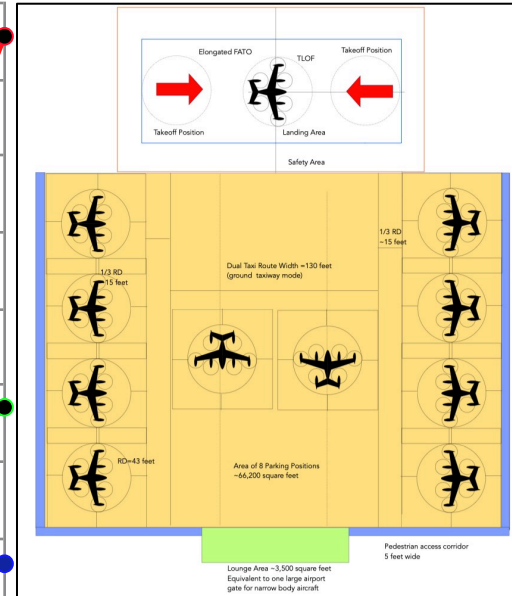 Elongated FATO
TLOF
Takeoff Position
Takeoff Position
Landing Area
Safety Area
1/3 RD
~15 feet
Dual Taxi Route Width =130 feet
(ground taxiway mode)
1/3 RD
15 feet
RD=43 feet
Area of 8 Parking Positions
~66,200 square feet
Pedestrian access corridor
5 feet wide
Lounge Area ~3,500 square feet
Equivalent to one large airport
gate for narrow body aircraft